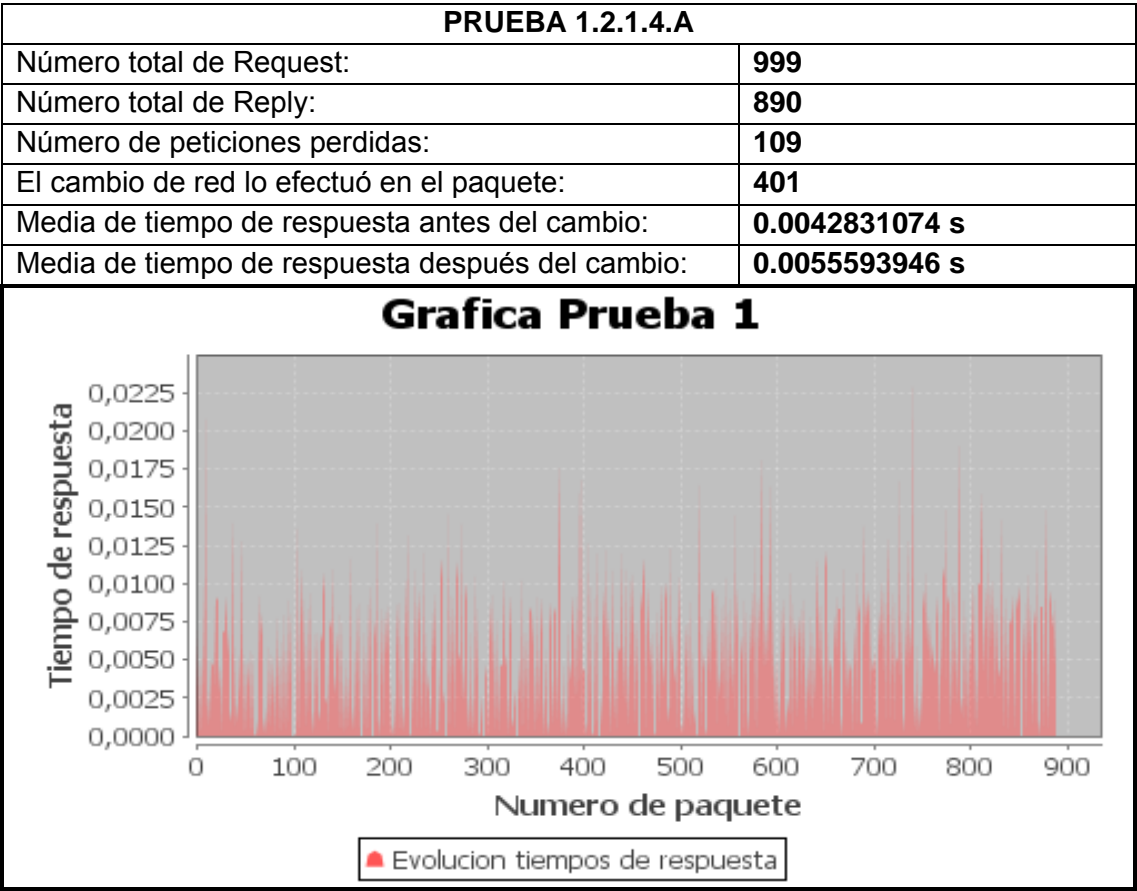 PRUEBA 1.2.1.4.A
Número total de Request: 999
Número total de Reply: 890
Número de peticiones perdidas: 109
El cambio de red lo efectuó en el paquete: 401
Media de tiempo de respuesta antes del cambio: 0.0042831074 s
Media de tiempo de respuesta después del cambio: 0.0055593946 s
Grafica Prueba 1
Tiempo de respuesta
0,0225
0,0200
0,0175
0,0150
0,0125
0,0100
0,0075
0,0050
0,0025
0,0000
0 100 200 300 400 500 600 700 800 900
Numero de paquete
Evolucion tiempos de respuesta